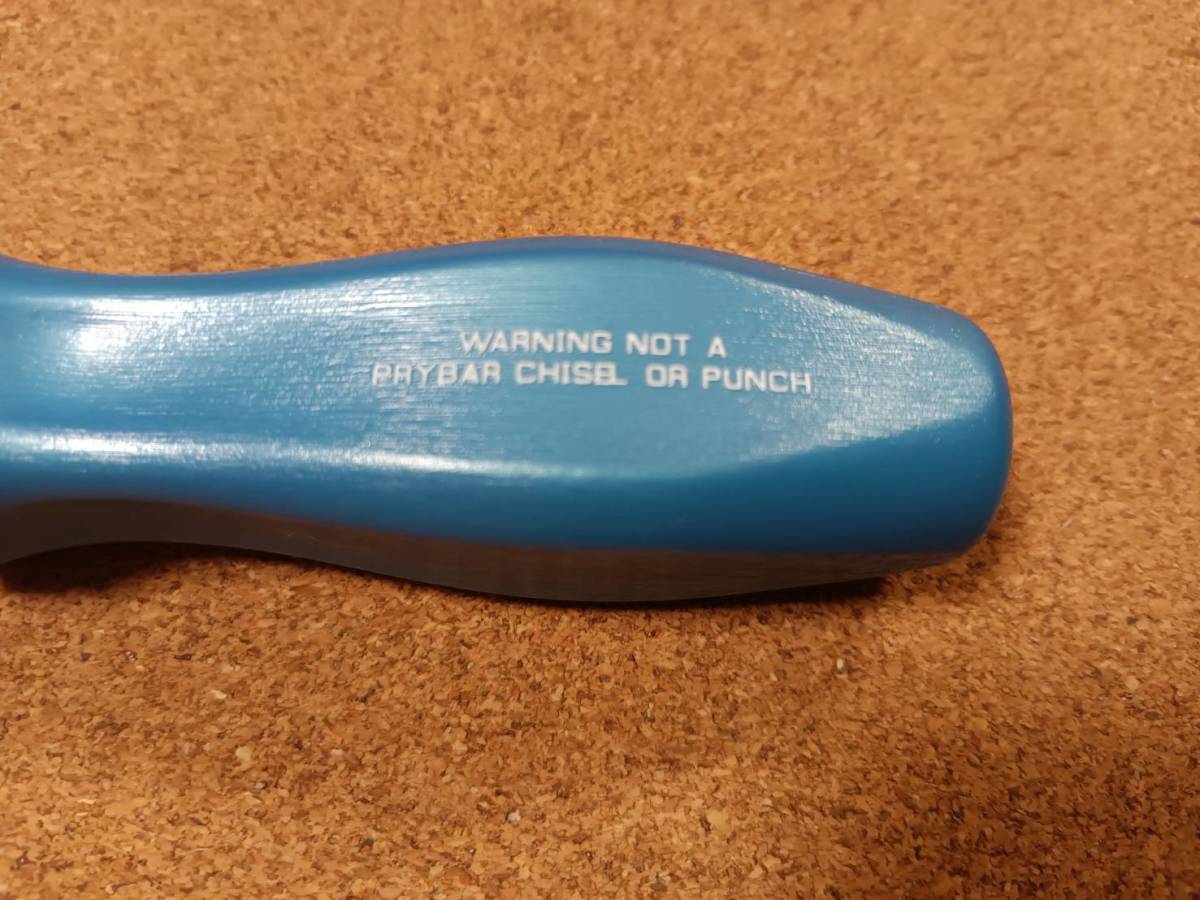 WARNING NOT A
PRYBAR CHISEL OR PUNCH